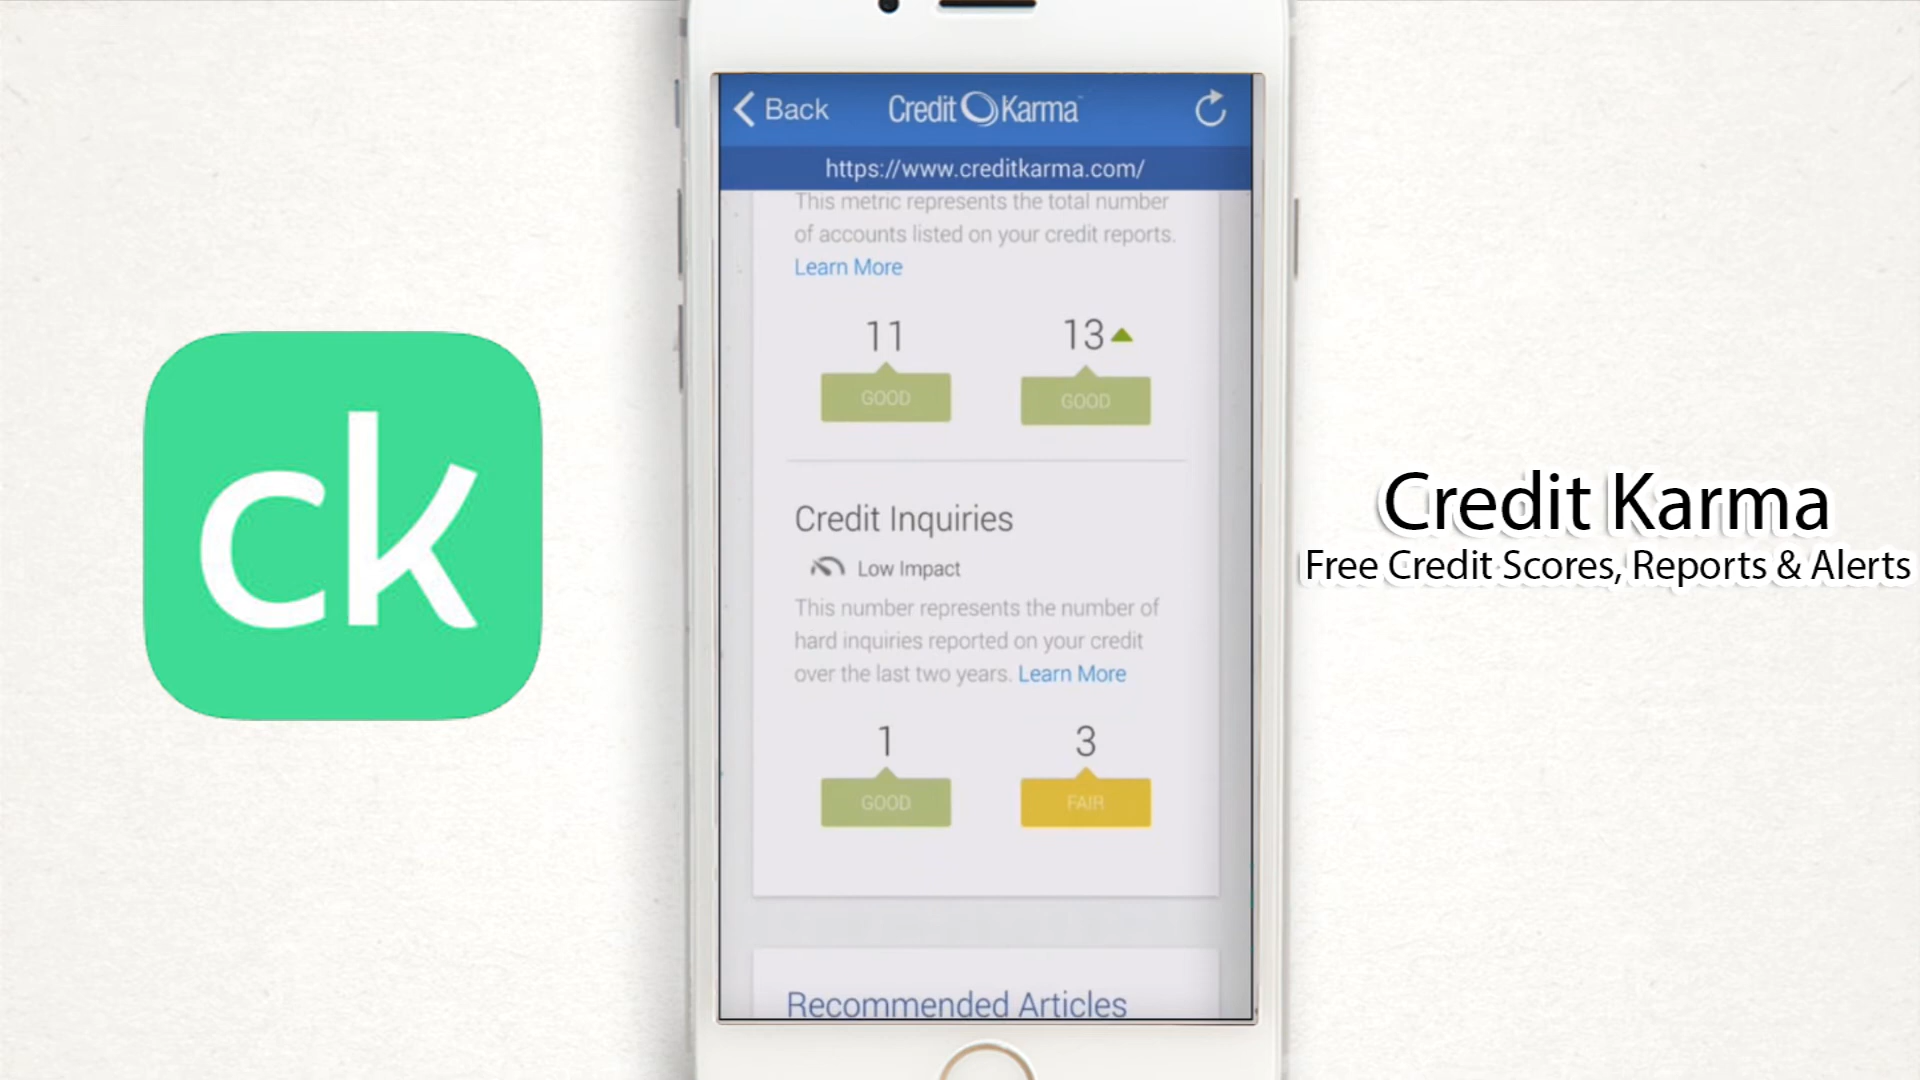 Back
Credit Karma
https://www.creditkarma.com/
This metric represents the total number
of accounts listed on your credit reports.
Learn More
11
13
GOOD
GOOD
Credit Inquiries
Low Impact
This number represents the number of
hard inquiries reported on your credit
over the last two years. Learn More
1
3
GOOD
FAIR
Recommended Articles
ck
Credit Karma
Free Credit Scores, Reports & Alerts